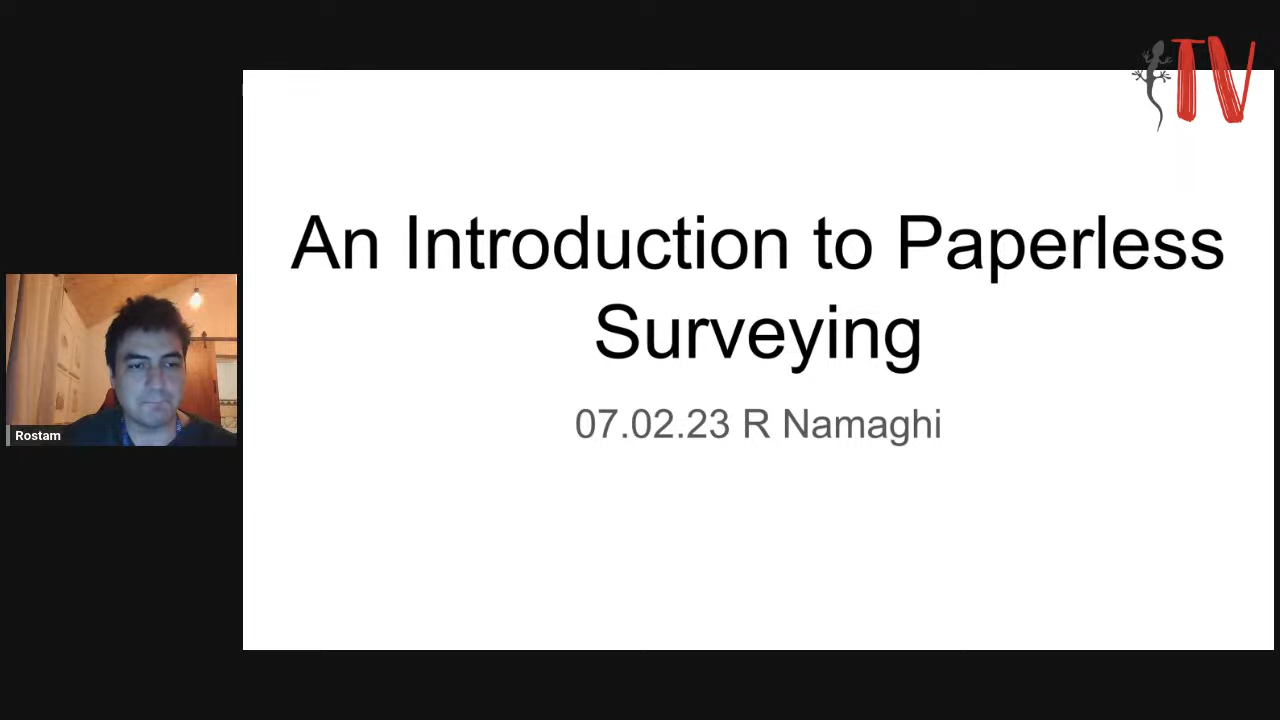 TV
An Introduction to Paperless
Surveying
07.02.23 R Namaghi
Rostam